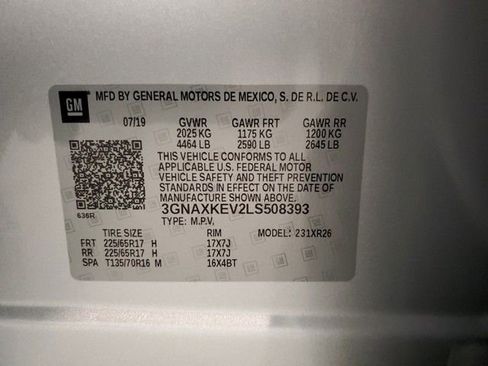 GM
MFD BY GENERAL MOTORS DE MEXICO, S. DE R.L. DE C.V.
07/19 GVWR GAWR FRT GAWR RR
2025 KG 1175 KG 1200 KG
4464 LB 2590 LB 2645 LB
THIS VEHICLE CONFORMS TO ALL
APPLICABLE U.S. FEDERAL MOTOR
VEHICLE SAFETY AND THEFT PREVENTION
STANDARDS IN EFFECT ON THE DATE OF
MANUFACTURE SHOWN ABOVE.
3GNAXKEV2LS508393
636R TYPE: M.P.V. MODEL: 231XR26
TIRE SIZE RIM
FRT 225/65R17 H 17X7J
RR 225/65R17 H 17X7J
SPA T135/70R16 M 16X4BT